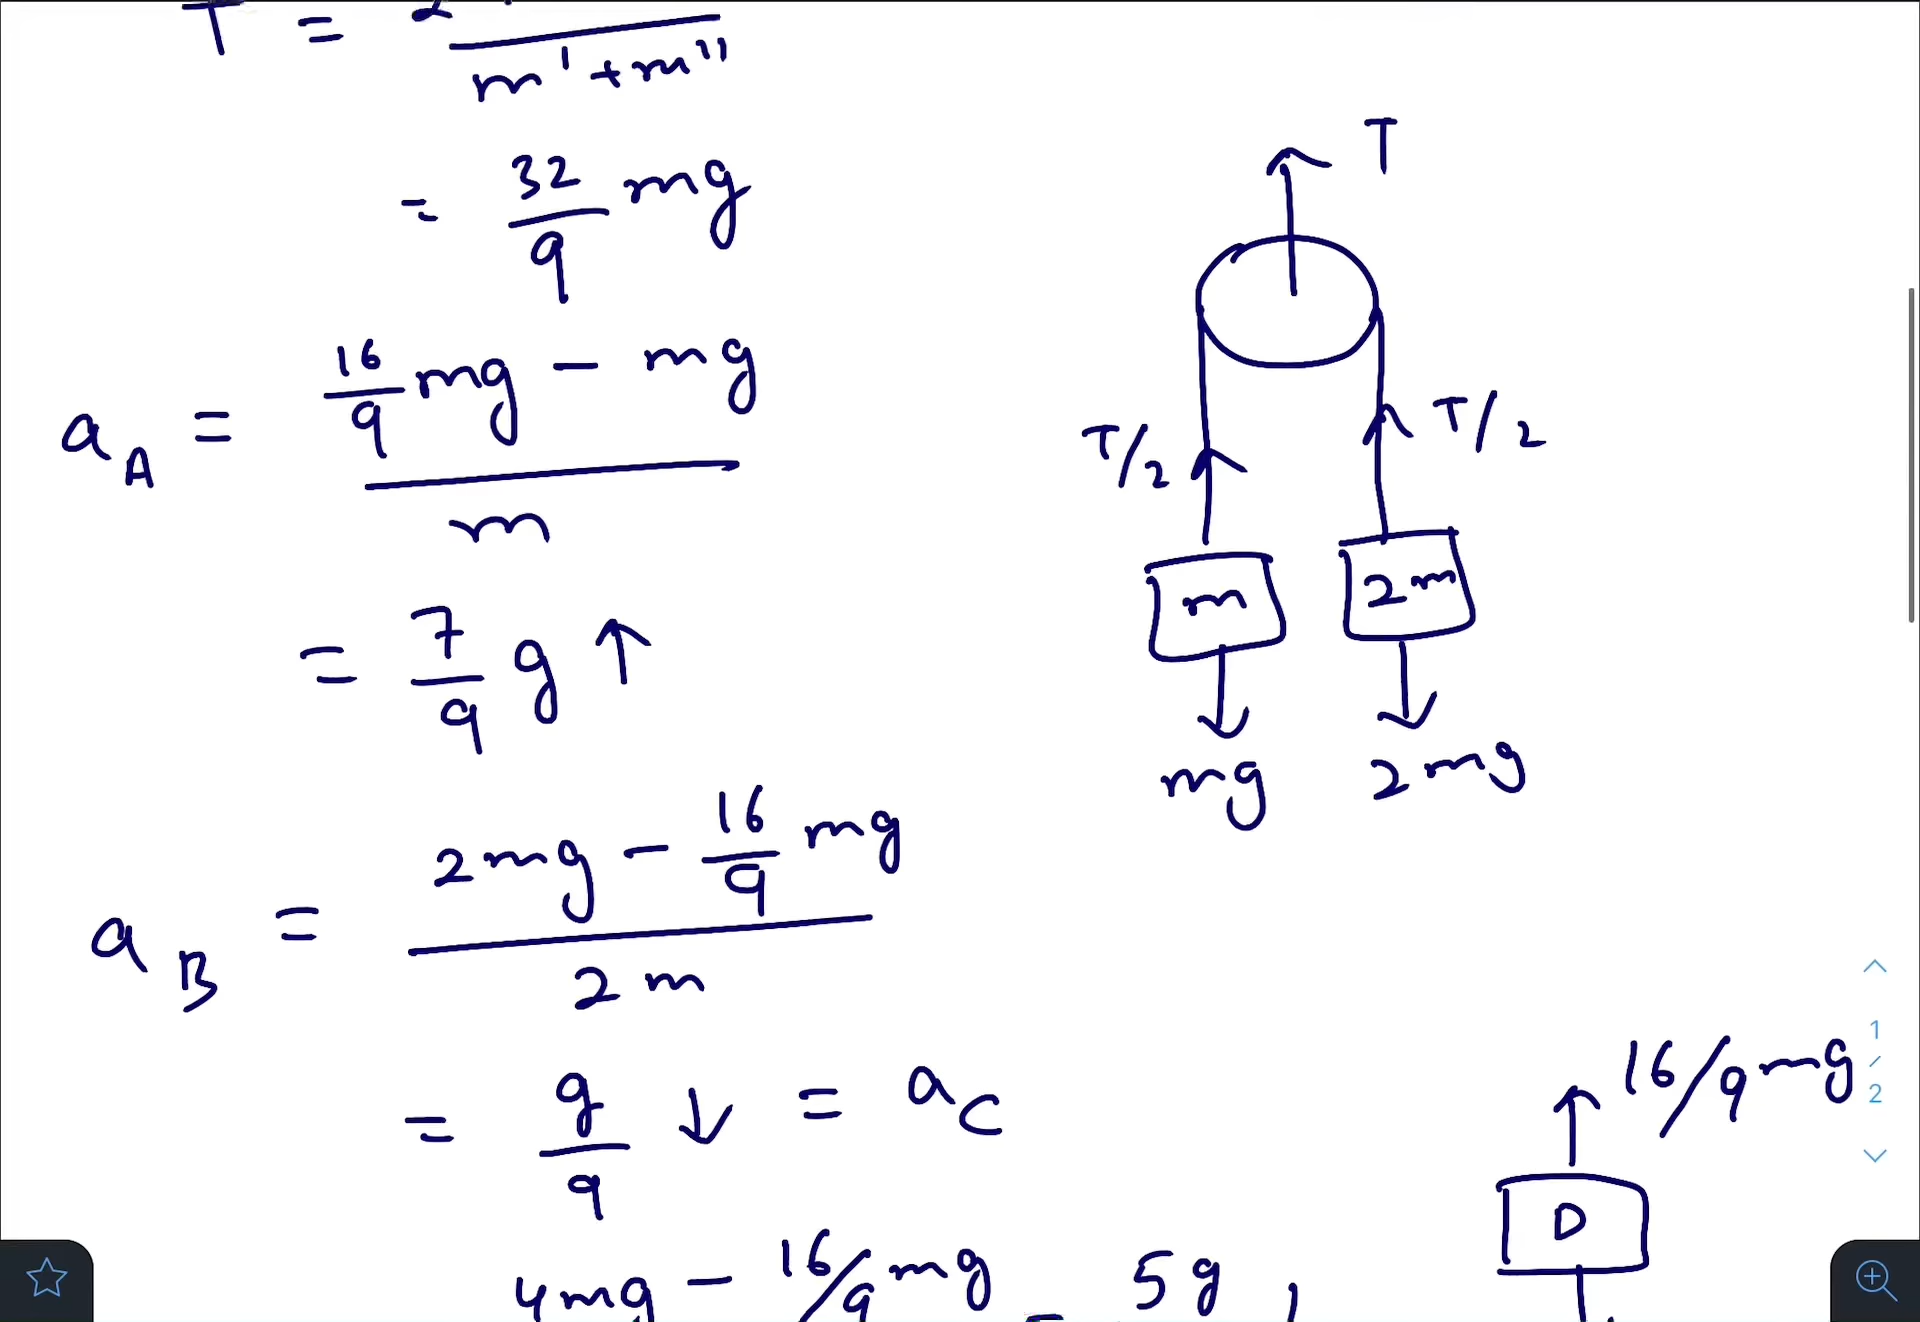 T =
m' + m''
= 32/9 mg
T
a_A = (16/9 mg - mg)/m
T/2 T/2
m 2m
= 7/9 g ↑
mg 2mg
a_B = (2mg - 16/9 mg)/2m
= g/9 ↓ = a_C
16/9 mg
D
4mg - 16/9 mg = 5g
1/2